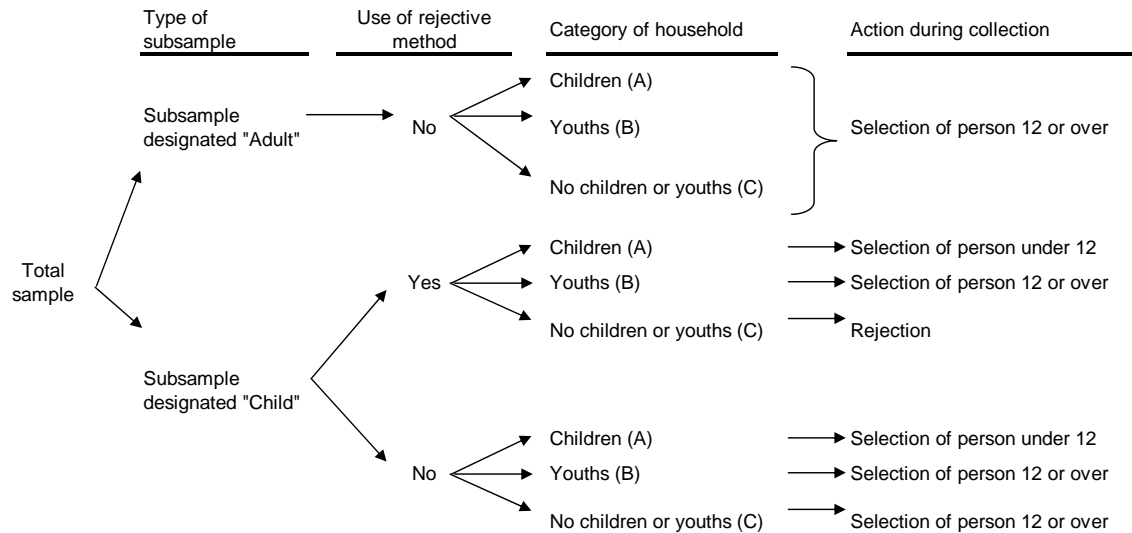 Type of subsample
Use of rejective method
Category of household
Action during collection
Children (A)
Subsample designated "Adult"
No
Youths (B)
Selection of person 12 or over
No children or youths (C)
Total sample
Children (A)
Selection of person under 12
Yes
Youths (B)
Selection of person 12 or over
No children or youths (C)
Rejection
Subsample designated "Child"
Children (A)
Selection of person under 12
No
Youths (B)
Selection of person 12 or over
No children or youths (C)
Selection of person 12 or over